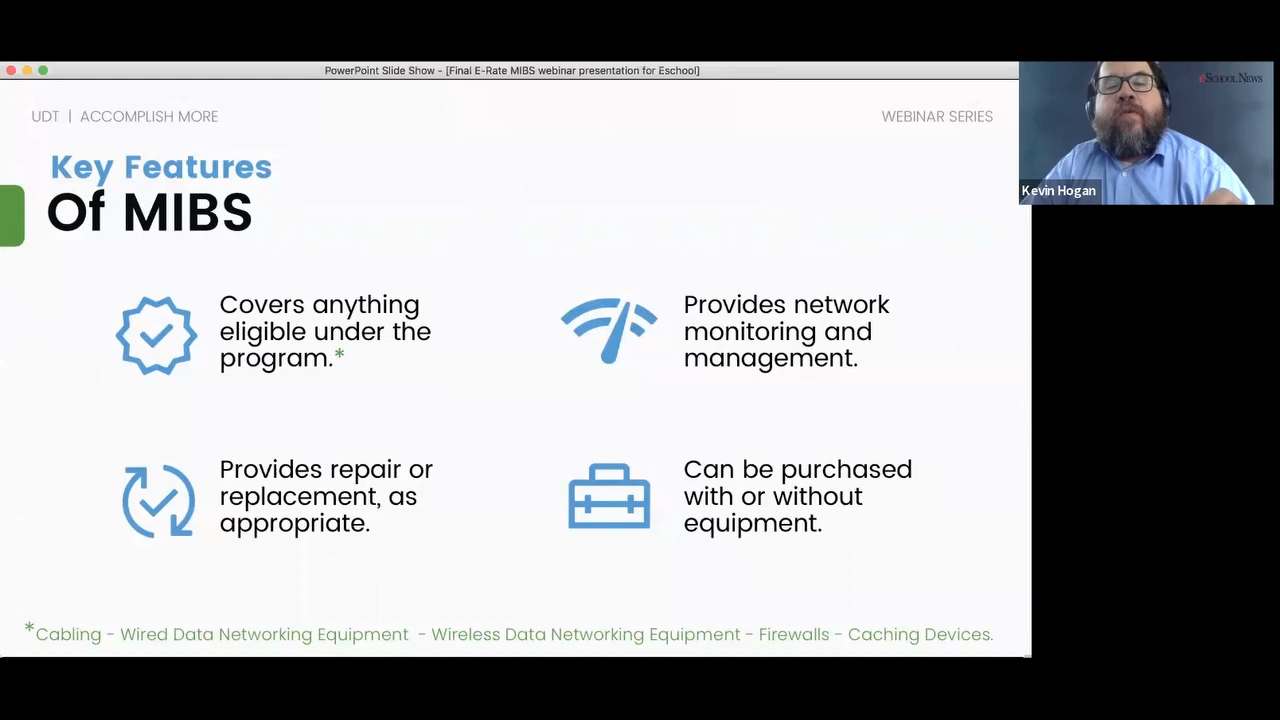 PowerPoint Slide Show - [Final E-Rate MIBS webinar presentation for Eschool]
UDT | ACCOMPLISH MORE
WEBINAR SERIES
eSCHOOL NEWS
Kevin Hogan
Key Features
Of MIBS
Covers anything
eligible under the
program.*
Provides network
monitoring and
management.
Provides repair or
replacement, as
appropriate.
Can be purchased
with or without
equipment.
*Cabling - Wired Data Networking Equipment - Wireless Data Networking Equipment - Firewalls - Caching Devices.